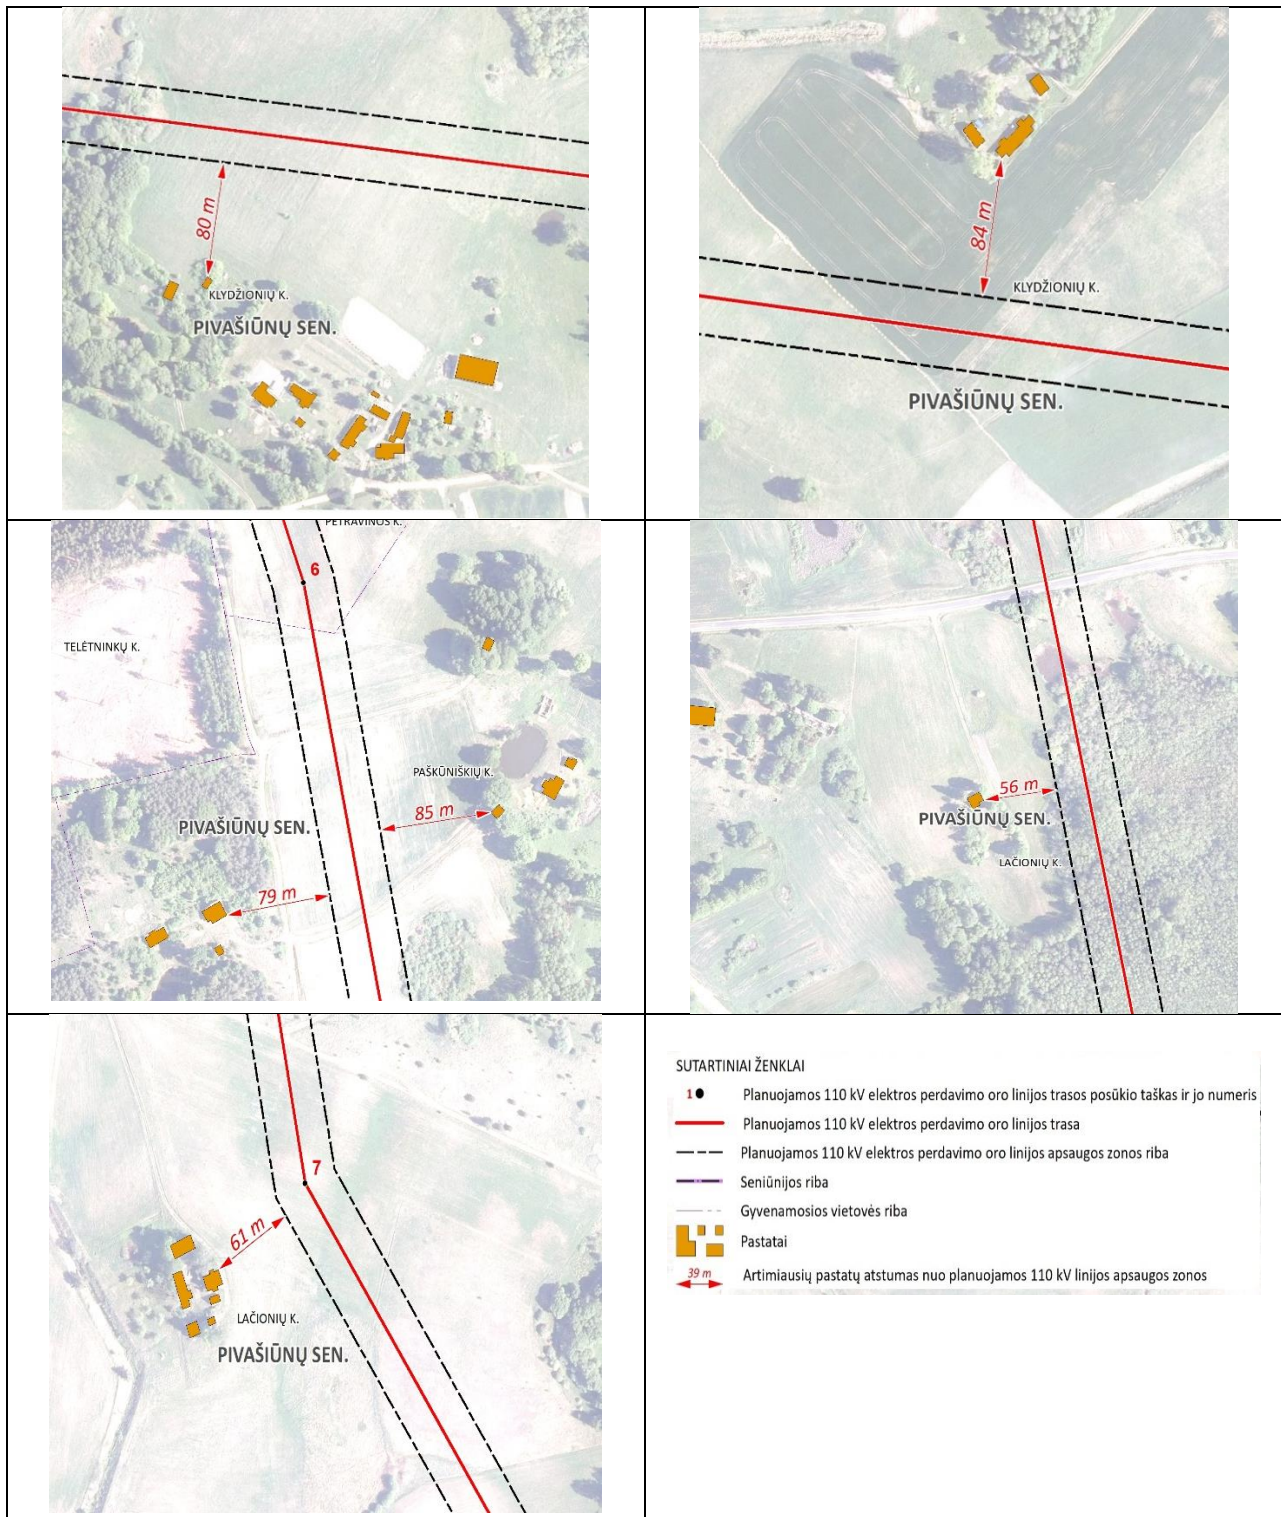 80 m
KLYDŽIONIŲ K.
PIVAŠIŪNŲ SEN.
84 m
KLYDŽIONIŲ K.
PIVAŠIŪNŲ SEN.
PETRAVINOS K.
6
TELĖTNINKŲ K.
PAŠKŪNIŠKIŲ K.
85 m
PIVAŠIŪNŲ SEN.
79 m
56 m
PIVAŠIŪNŲ SEN.
LAČIONIŲ K.
7
61 m
LAČIONIŲ K.
PIVAŠIŪNŲ SEN.
SUTARTINIAI ŽENKLAI
1 Planuojamos 110 kV elektros perdavimo oro linijos trasos posūkio taškas ir jo numeris
Planuojamos 110 kV elektros perdavimo oro linijos trasa
Planuojamos 110 kV elektros perdavimo oro linijos apsaugos zonos riba
Seniūnijos riba
Gyvenamosios vietovės riba
Pastatai
39 m Artimiausių pastatų atstumas nuo planuojamos 110 kV linijos apsaugos zonos